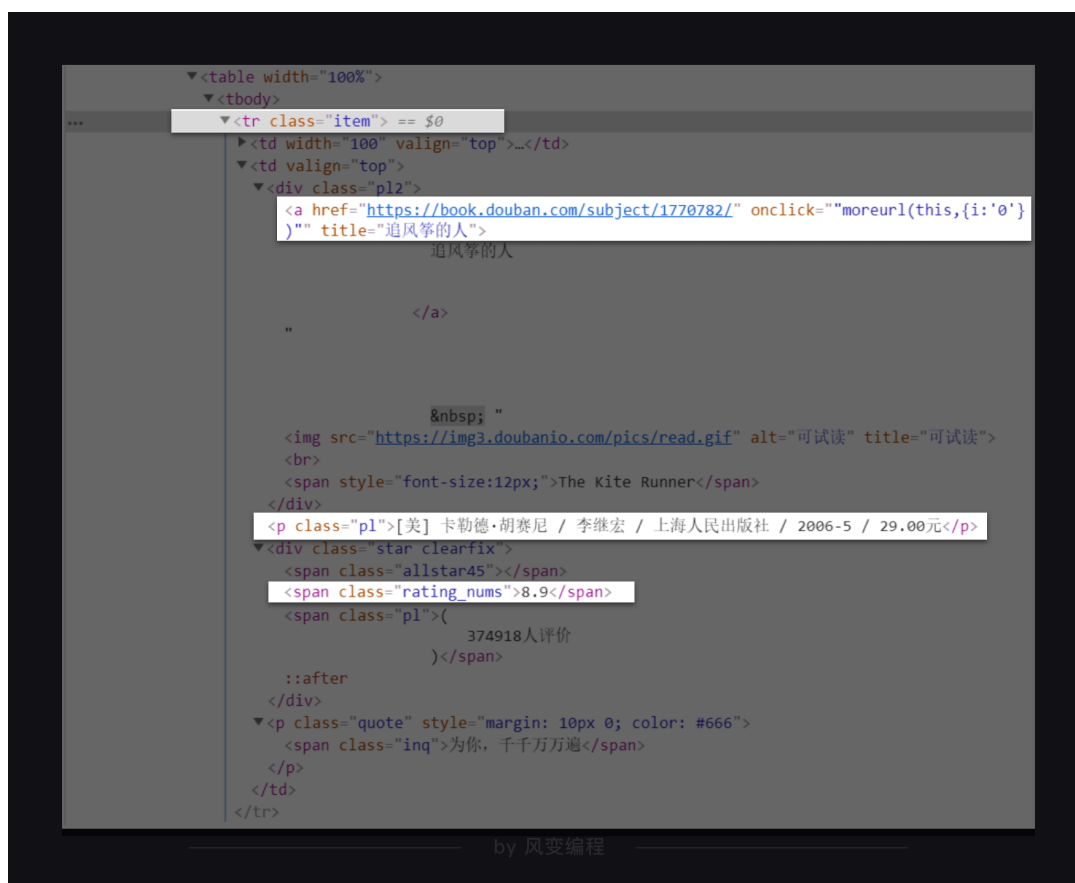 ▼<table width="100%">
▼<tbody>
... ▼<tr class="item"> == $0
▶<td width="100" valign="top">…</td>
▼<td valign="top">
▼<div class="pl2">
<a href="https://book.douban.com/subject/1770782/" onclick=""moreurl(this,{i:'0'}
)"" title="追风筝的人">
追风筝的人
</a>
"
&nbsp; "
<img src="https://img3.doubanio.com/pics/read.gif" alt="可试读" title="可试读">
<br>
<span style="font-size:12px;">The Kite Runner</span>
</div>
<p class="pl">[美] 卡勒德·胡赛尼 / 李继宏 / 上海人民出版社 / 2006-5 / 29.00元</p>
▼<div class="star clearfix">
<span class="allstar45"></span>
<span class="rating_nums">8.9</span>
<span class="pl">(
374918人评价
)</span>
::after
</div>
▼<p class="quote" style="margin: 10px 0; color: #666">
<span class="inq">为你，千千万万遍</span>
</p>
</td>
</tr>
by 风变编程